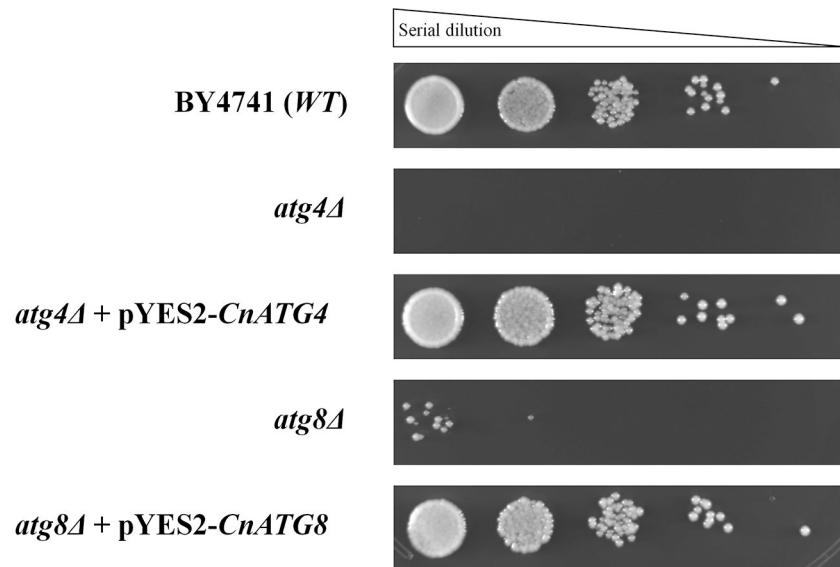 Serial dilution
BY4741 (WT)
atg4Δ
atg4Δ + pYES2-CnATG4
atg8Δ
atg8Δ + pYES2-CnATG8